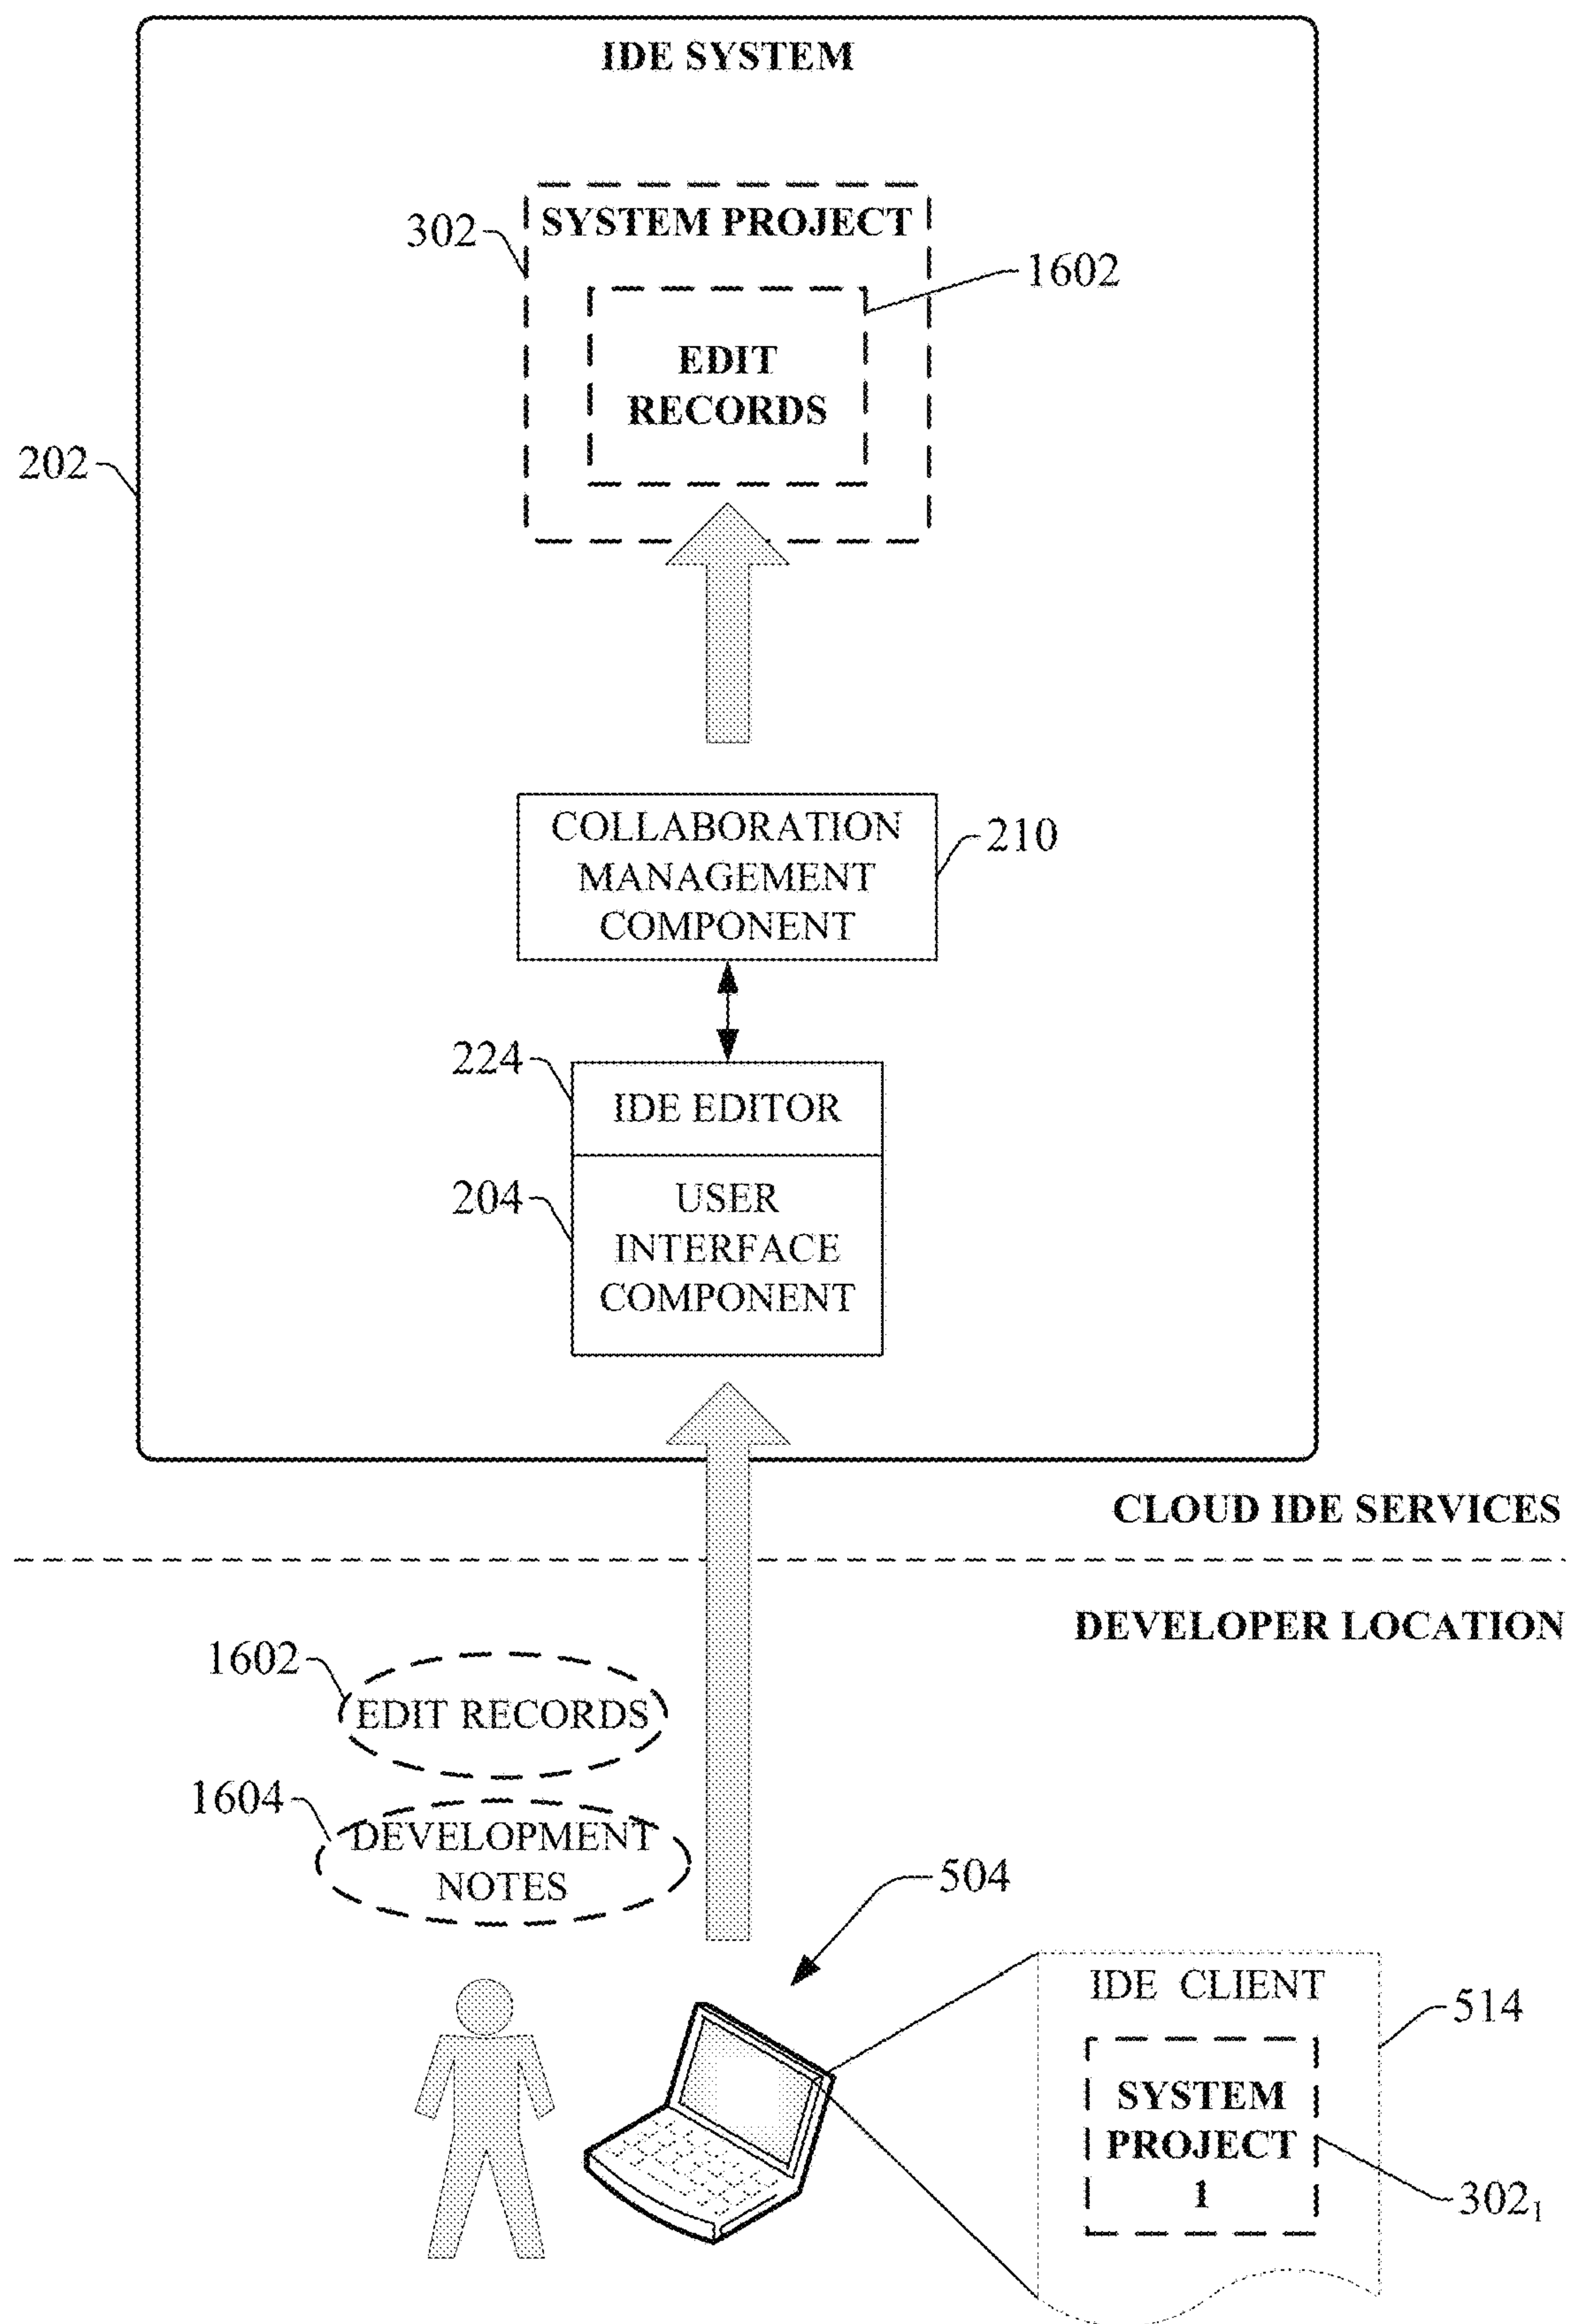 IDE SYSTEM
SYSTEM PROJECT
302
1602
EDIT
RECORDS
202
COLLABORATION
MANAGEMENT
COMPONENT
210
224
IDE EDITOR
204
USER
INTERFACE
COMPONENT
CLOUD IDE SERVICES
DEVELOPER LOCATION
1602
EDIT RECORDS
1604
DEVELOPMENT
NOTES
504
IDE CLIENT
514
SYSTEM
PROJECT
1
302₁